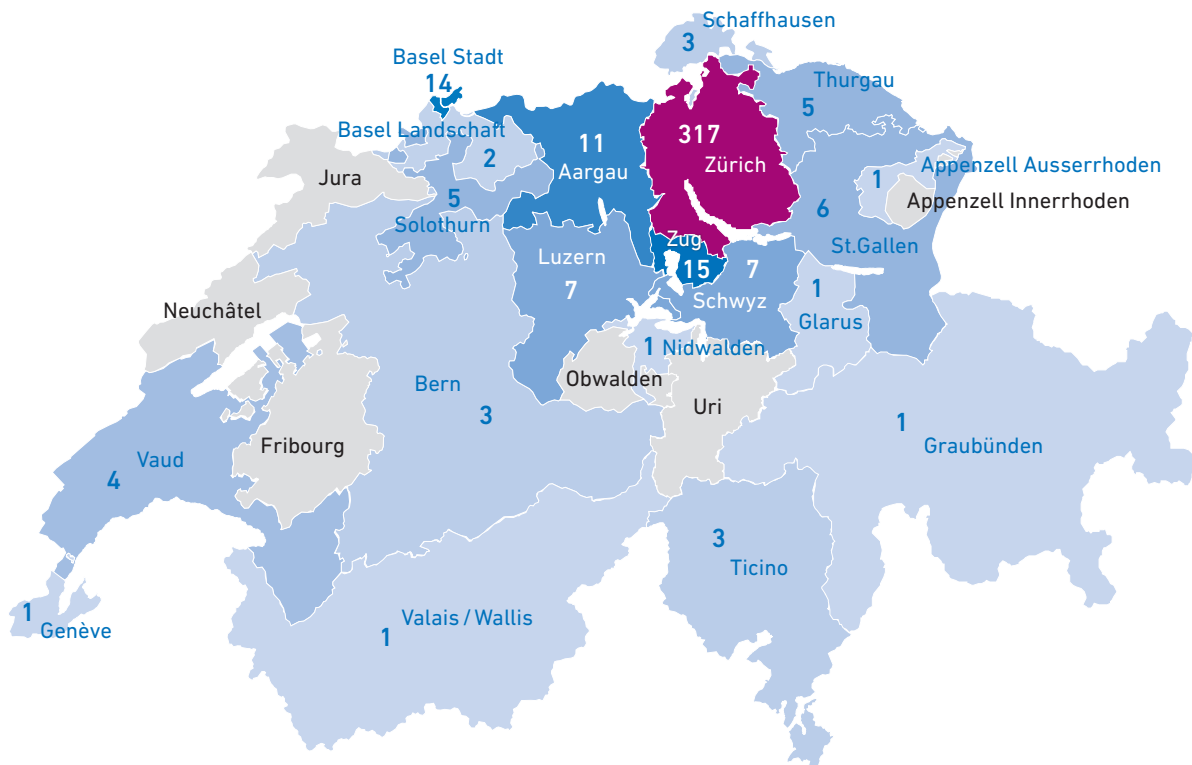 Schaffhausen
3
Basel Stadt
14
Thurgau
5
Basel Landschaft
2
11
Aargau
317
Zürich
Appenzell Ausserrhoden
1
Appenzell Innerrhoden
Jura
5
Solothurn
6
St.Gallen
Zug
15
Luzern
7
7
Schwyz
1
Glarus
Neuchâtel
1 Nidwalden
Obwalden
Bern
3
Uri
1
Graubünden
Fribourg
Vaud
4
3
Ticino
1
Genève
Valais / Wallis
1